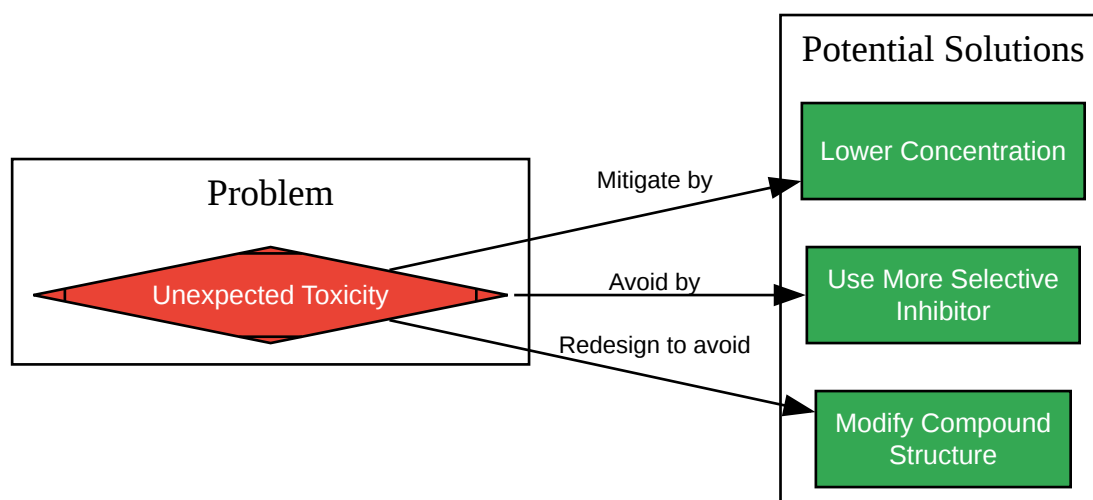 Problem
Unexpected Toxicity
Mitigate by
Avoid by
Redesign to avoid
Potential Solutions
Lower Concentration
Use More Selective
Inhibitor
Modify Compound
Structure